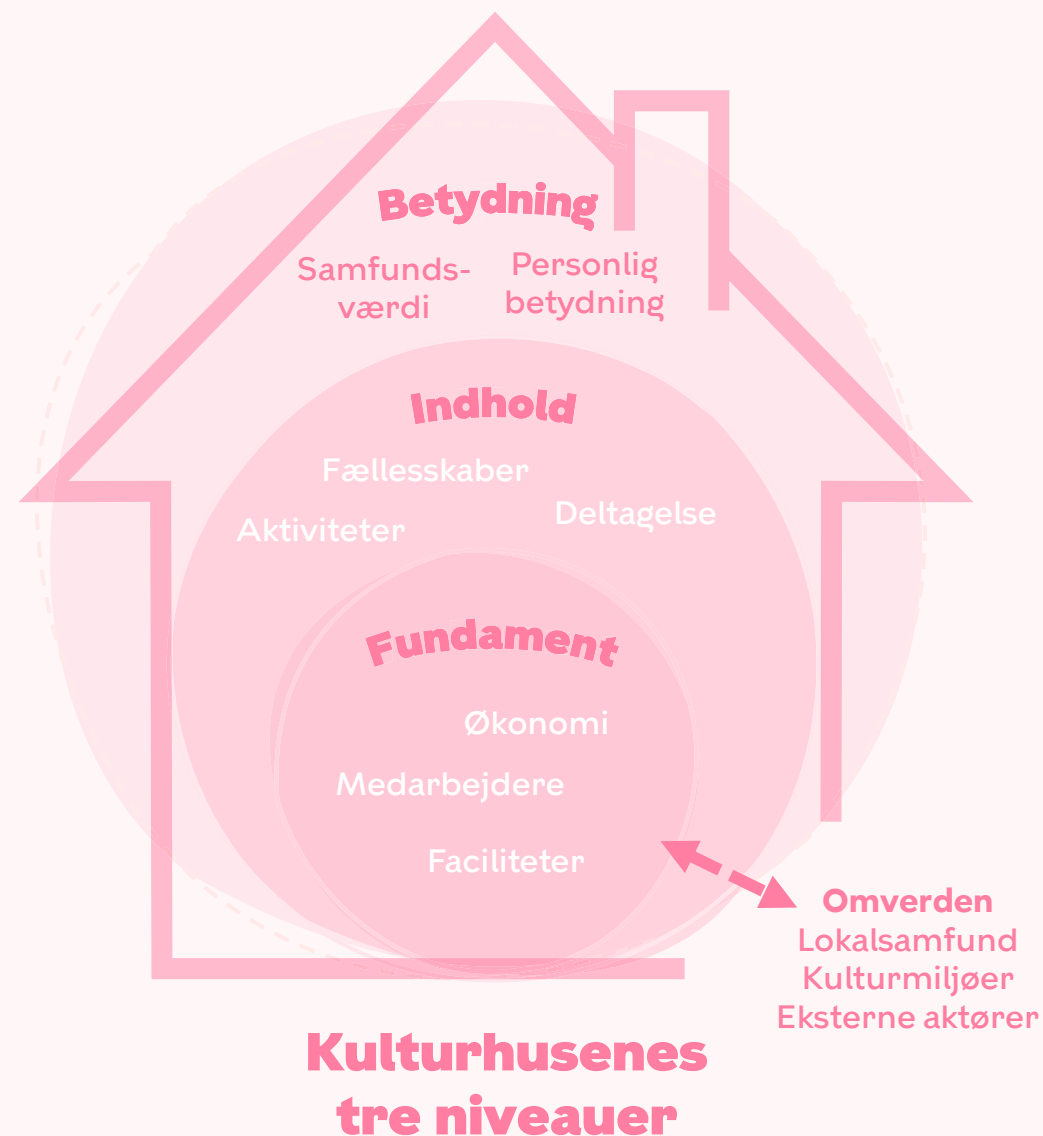 Betydning
Samfunds-
værdi
Personlig
betydning
Indhold
Fællesskaber
Deltagelse
Aktiviteter
Fundament
Økonomi
Medarbejdere
Faciliteter
Omverden
Lokalsamfund
Kulturmiljøer
Eksterne aktører
Kulturhusenes
tre niveauer